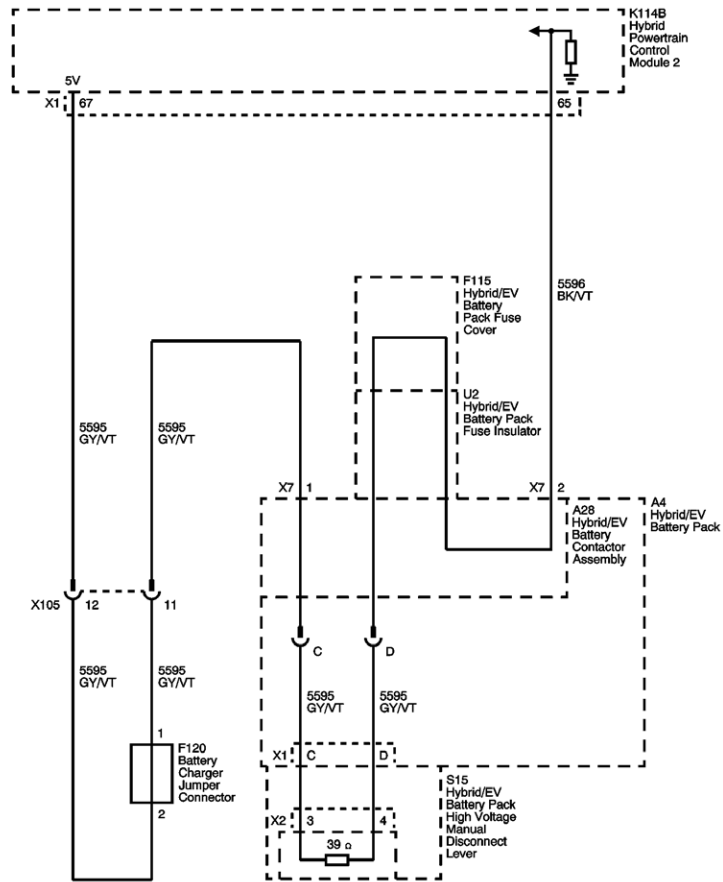 K114B
Hybrid
Powertrain
Control
Module 2
5V
X1 67
65
F115
Hybrid/EV
Battery
Pack Fuse
Cover
5596
BK/VT
U2
Hybrid/EV
Battery Pack
Fuse Insulator
5595
GY/VT
5595
GY/VT
X7 1
X7 2
A28
Hybrid/EV
Battery
Contactor
Assembly
A4
Hybrid/EV
Battery Pack
X105 12
11
C
D
5595
GY/VT
5595
GY/VT
5595
GY/VT
5595
GY/VT
1
F120
Battery
Charger
Jumper
Connector
2
X1 C
D
S15
Hybrid/EV
Battery Pack
High Voltage
Manual
Disconnect
Lever
X2 3
4
39 Ω